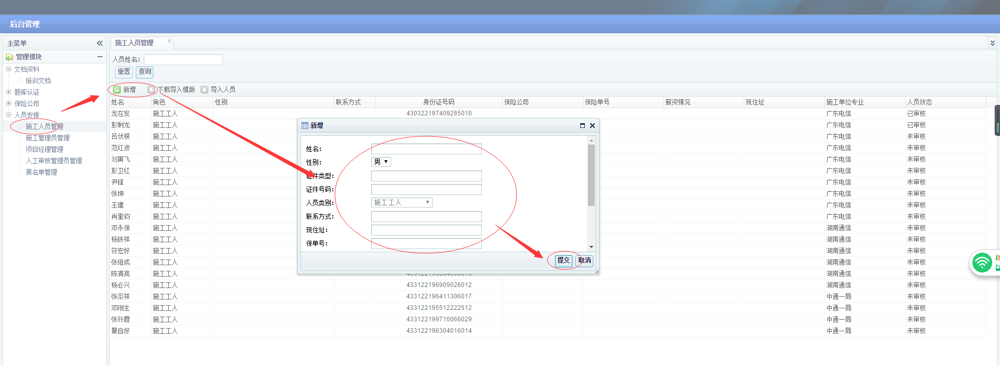 后台管理
主菜单
管理模块
文档资料
培训文档
题库认证
保险公司
人员安排
施工人员管理
施工管理员管理
项目经理管理
人工审核管理员管理
黑名单管理
施工人员管理
人员姓名:
重置 查询
新增 下载导入模版 导入人员
姓名 角色 性别 联系方式 身份证号码 保险公司 保险单号 薪资情况 现住址 施工单位专业 人员状态
龙在发 施工工人 430322197409285010 广东电信 已审核
彭剩龙 施工工人 广东电信 已审核
吕伏根 施工工人 广东电信 未审核
范红波 施工工人 广东电信 未审核
刘寅飞 施工工人 广东电信 未审核
彭卫红 施工工人 广东电信 未审核
尹锋 施工工人 广东电信 未审核
张坤 施工工人 广东电信 未审核
王建 施工工人 广东电信 未审核
肖奎钧 施工工人 广东电信 未审核
邓永保 施工工人 湖南通信 未审核
杨铁祥 施工工人 湖南通信 未审核
符宏好 施工工人 湖南通信 未审核
张组成 施工工人 湖南通信 未审核
陈清亮 施工工人 湖南通信 未审核
杨必兴 施工工人 433122196909026012 湖南通信 未审核
张宗祥 施工工人 433122196411306017 中通一局 未审核
邓刚生 施工工人 433122195512222512 中通一局 未审核
张玲霞 施工工人 433122199710066029 中通一局 未审核
瞿自好 施工工人 433122196304016014 中通一局 未审核
新增
姓名:
性别: 男
证件类型:
证件号码:
人员类别: 施工工人
联系方式:
现住址:
保单号:
提交 取消